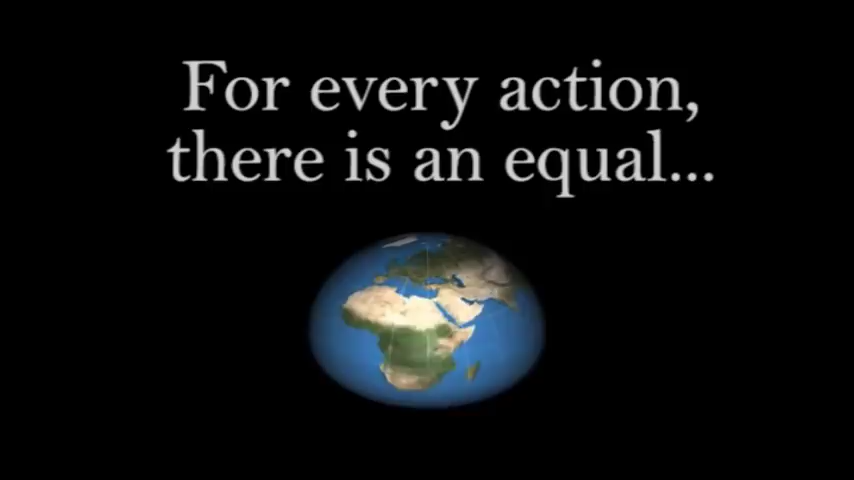 For every action,
there is an equal...